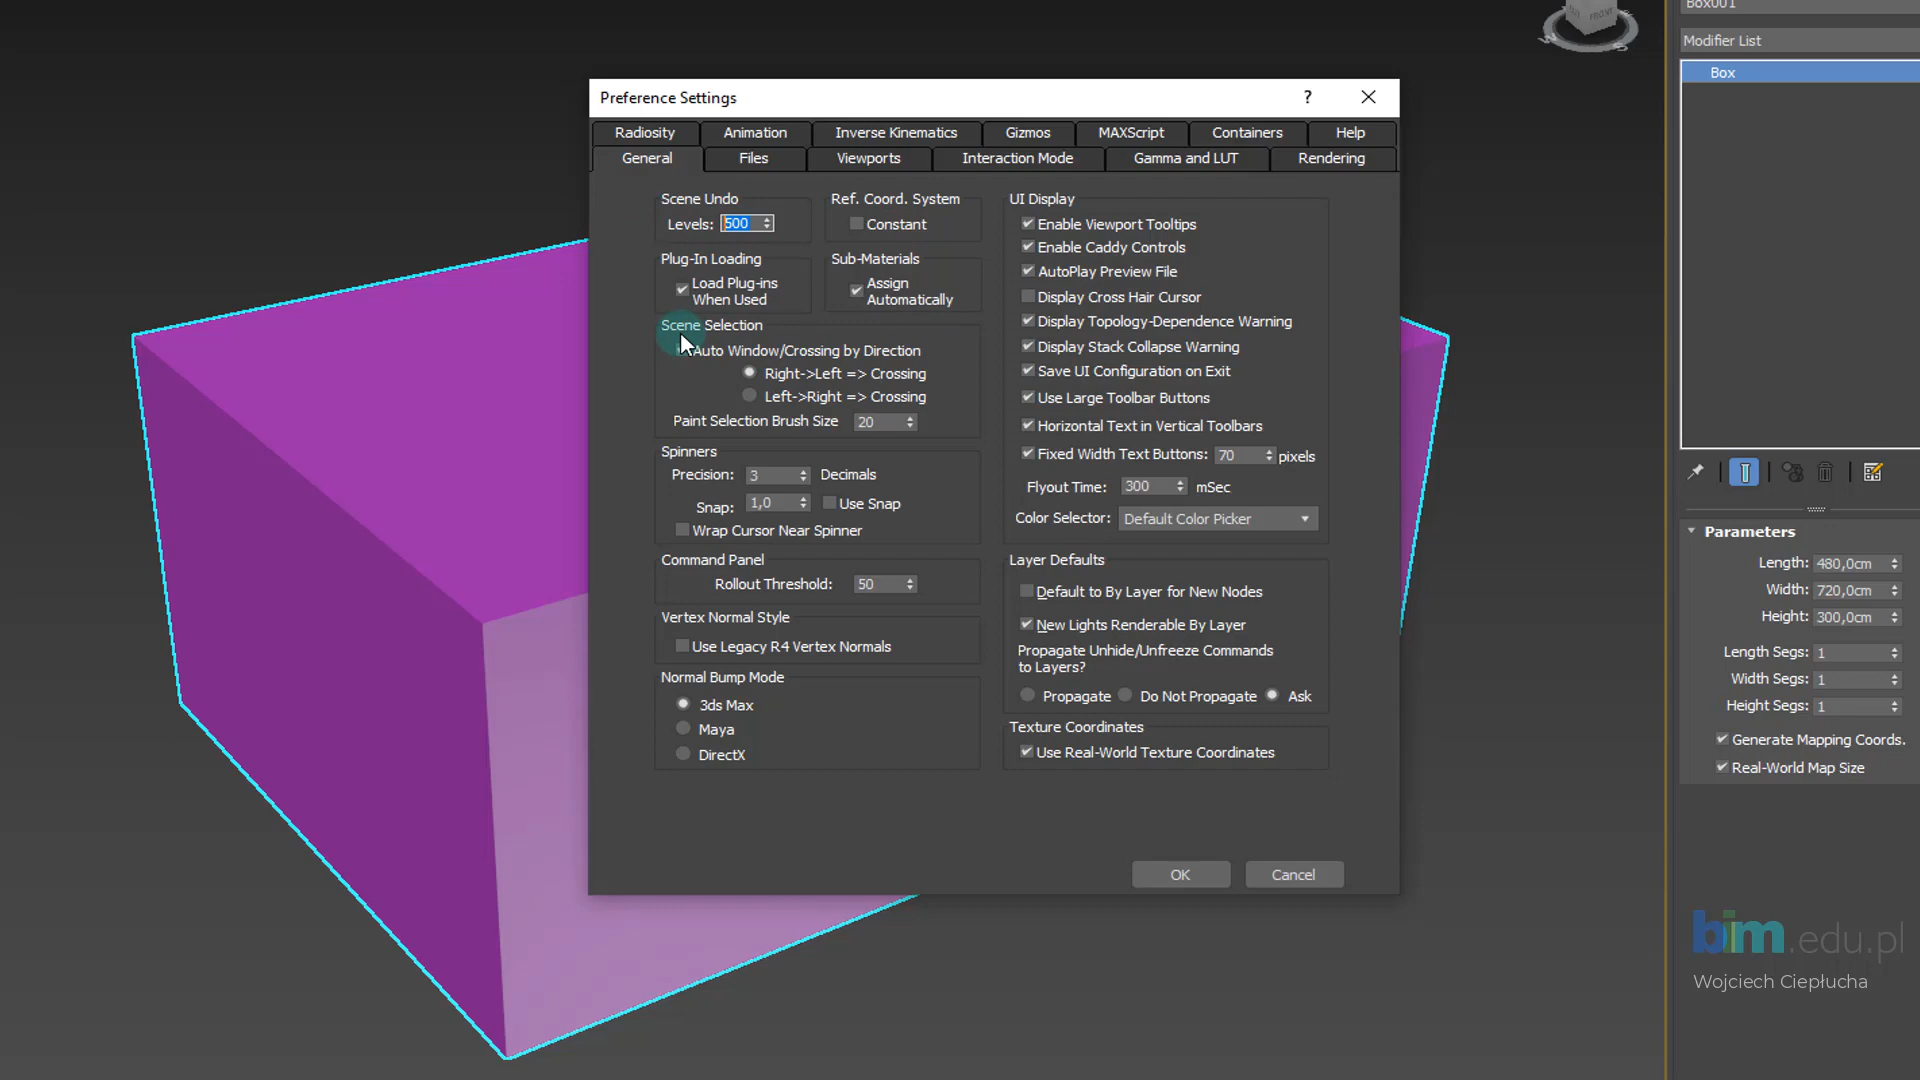 Box001
Modifier List
Box
Preference Settings
?
Radiosity
Animation
Inverse Kinematics
Gizmos
MAXScript
Containers
Help
General
Files
Viewports
Interaction Mode
Gamma and LUT
Rendering
Scene Undo
Levels: 500
Ref. Coord. System
Constant
Plug-In Loading
Load Plug-ins
When Used
Sub-Materials
Assign
Automatically
Scene Selection
Auto Window/Crossing by Direction
Right->Left => Crossing
Left->Right => Crossing
Paint Selection Brush Size 20
Spinners
Precision: 3 Decimals
Snap: 1,0 Use Snap
Wrap Cursor Near Spinner
Command Panel
Rollout Threshold: 50
Vertex Normal Style
Use Legacy R4 Vertex Normals
Normal Bump Mode
3ds Max
Maya
DirectX
UI Display
Enable Viewport Tooltips
Enable Caddy Controls
AutoPlay Preview File
Display Cross Hair Cursor
Display Topology-Dependence Warning
Display Stack Collapse Warning
Save UI Configuration on Exit
Use Large Toolbar Buttons
Horizontal Text in Vertical Toolbars
Fixed Width Text Buttons: 70 pixels
Flyout Time: 300 mSec
Color Selector: Default Color Picker
Layer Defaults
Default to By Layer for New Nodes
New Lights Renderable By Layer
Propagate Unhide/Unfreeze Commands
to Layers?
Propagate Do Not Propagate Ask
Texture Coordinates
Use Real-World Texture Coordinates
OK
Cancel
Parameters
Length: 480,0cm
Width: 720,0cm
Height: 300,0cm
Length Segs: 1
Width Segs: 1
Height Segs: 1
Generate Mapping Coords.
Real-World Map Size
bim.edu.pl
Wojciech Ciepłucha